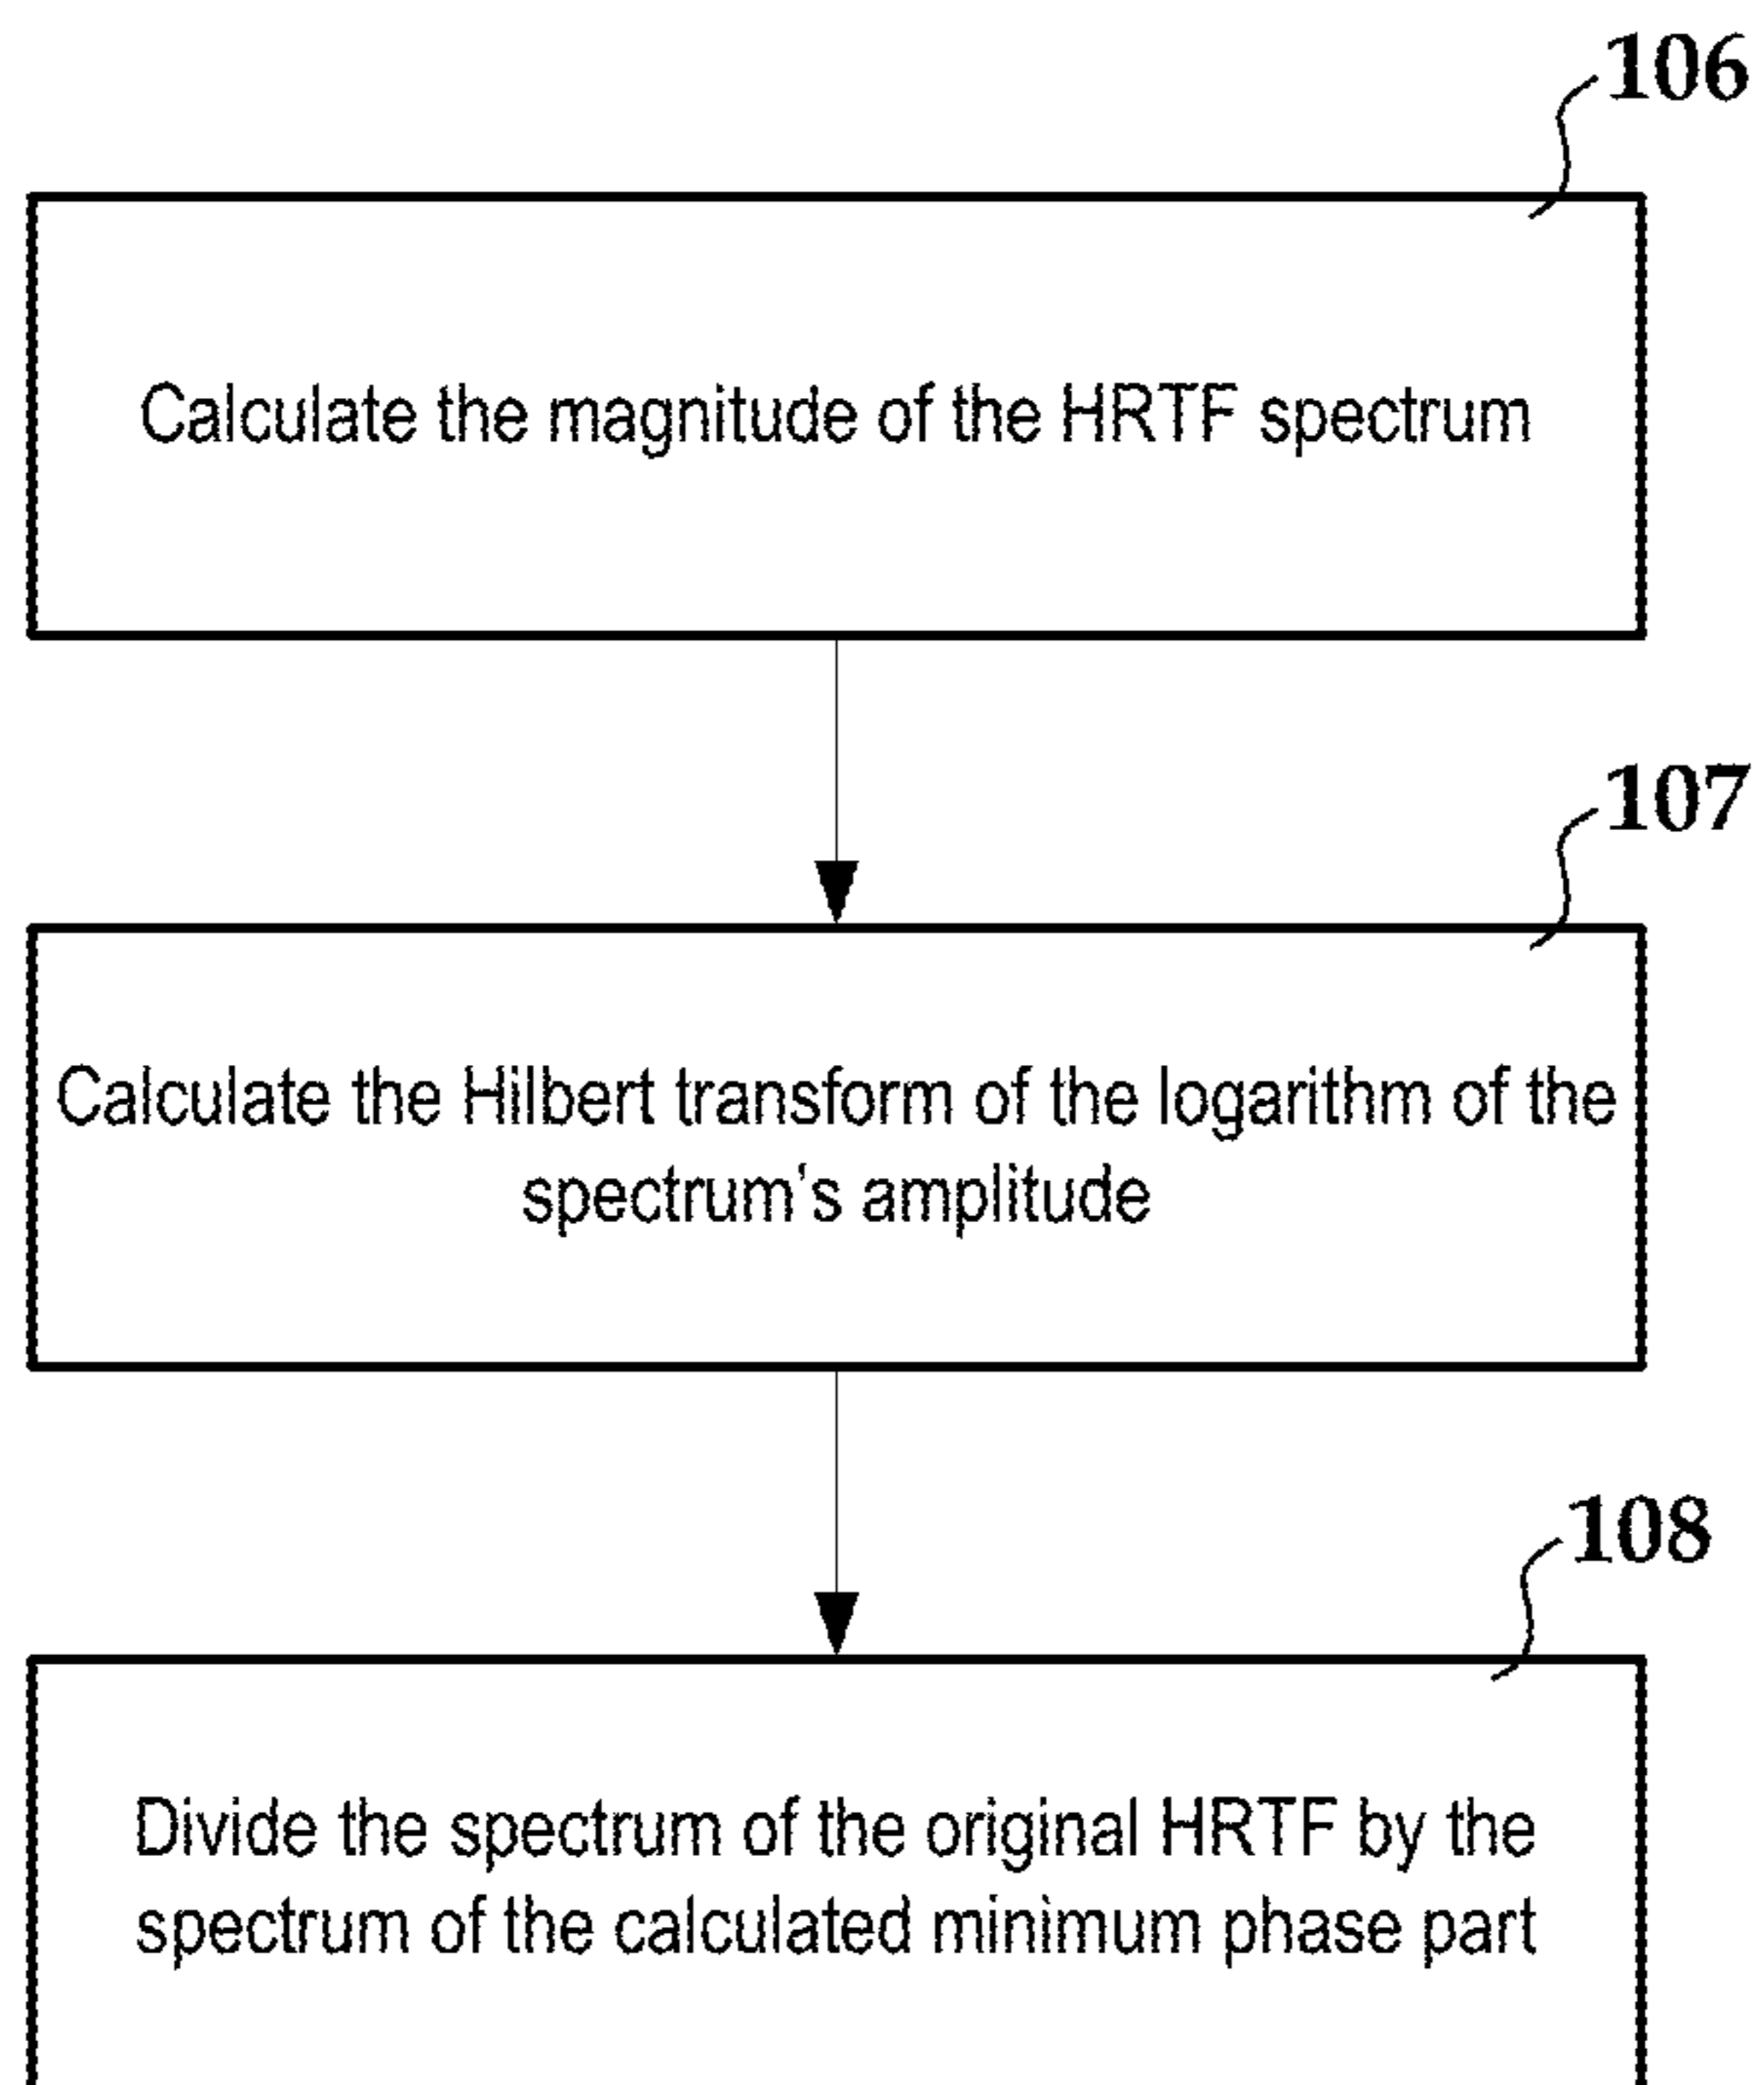 106
Calculate the magnitude of the HRTF spectrum
107
Calculate the Hilbert transform of the logarithm of the
spectrum's amplitude
108
Divide the spectrum of the original HRTF by the
spectrum of the calculated minimum phase part